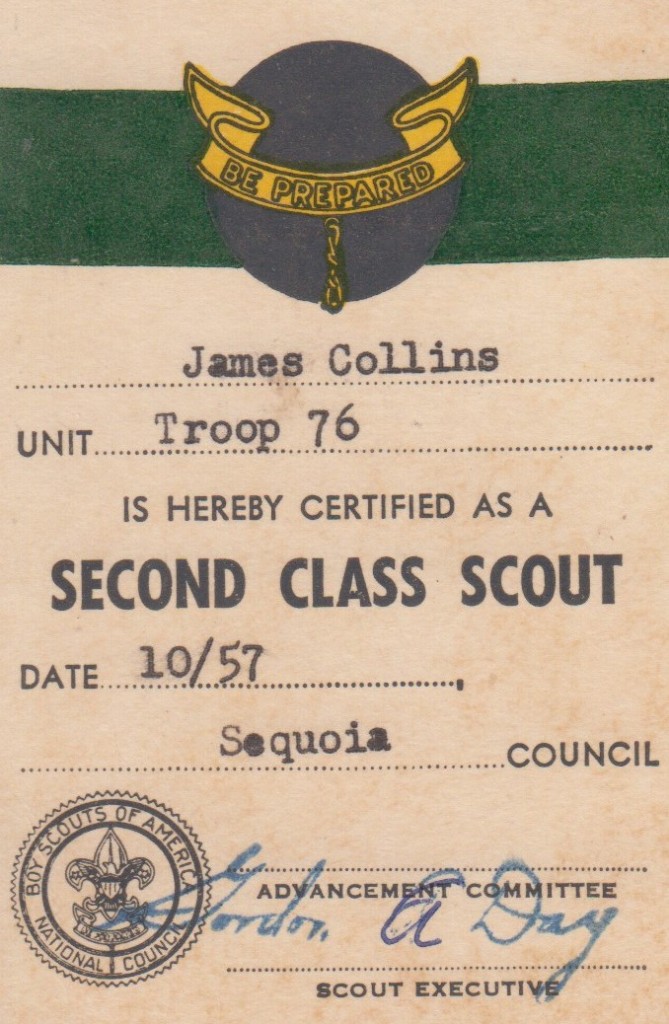 BE PREPARED
James Collins
UNIT Troop 76
IS HEREBY CERTIFIED AS A
SECOND CLASS SCOUT
DATE 10/57,
Sequoia COUNCIL
BOY SCOUTS OF AMERICA
NATIONAL COUNCIL
ADVANCEMENT COMMITTEE
Gordon A Day
SCOUT EXECUTIVE